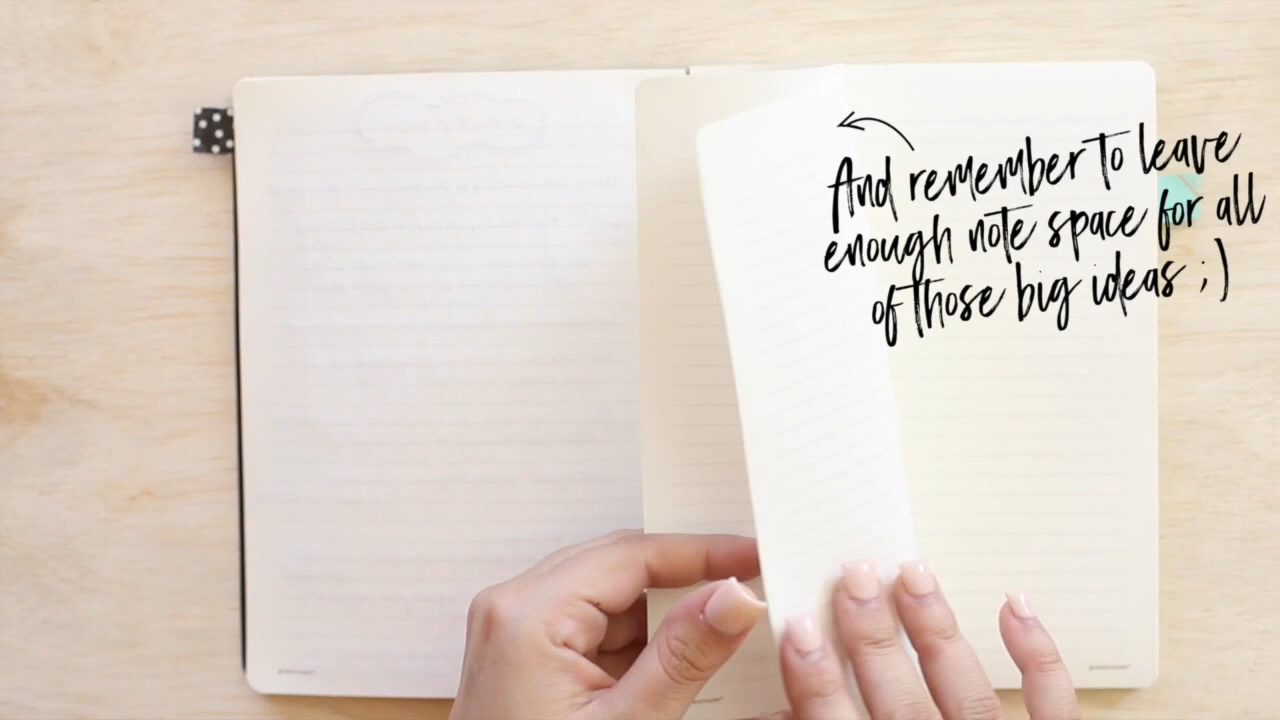 And remember to leave
enough note space for all
of those big ideas ;)